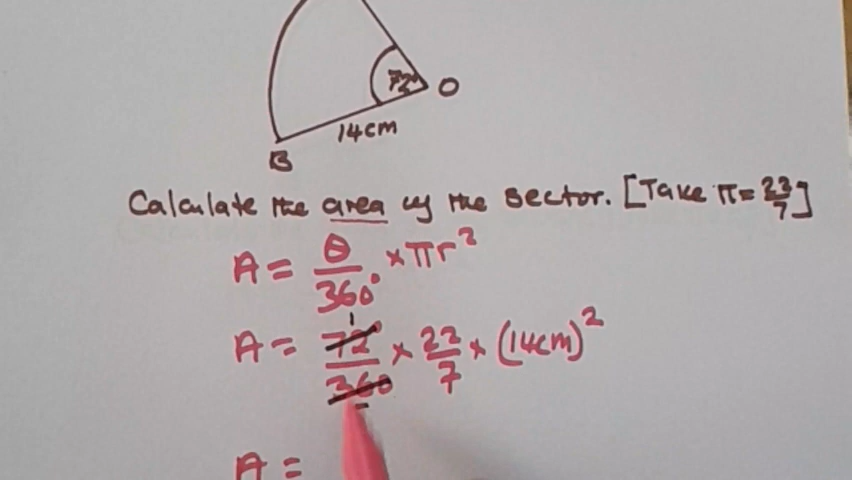 72°
O
14cm
B
Calculate the area of the sector. [Take π = 22/7]
A = θ/360° × πr²
1
A = 72°/360 × 22/7 × (14cm)²
A =